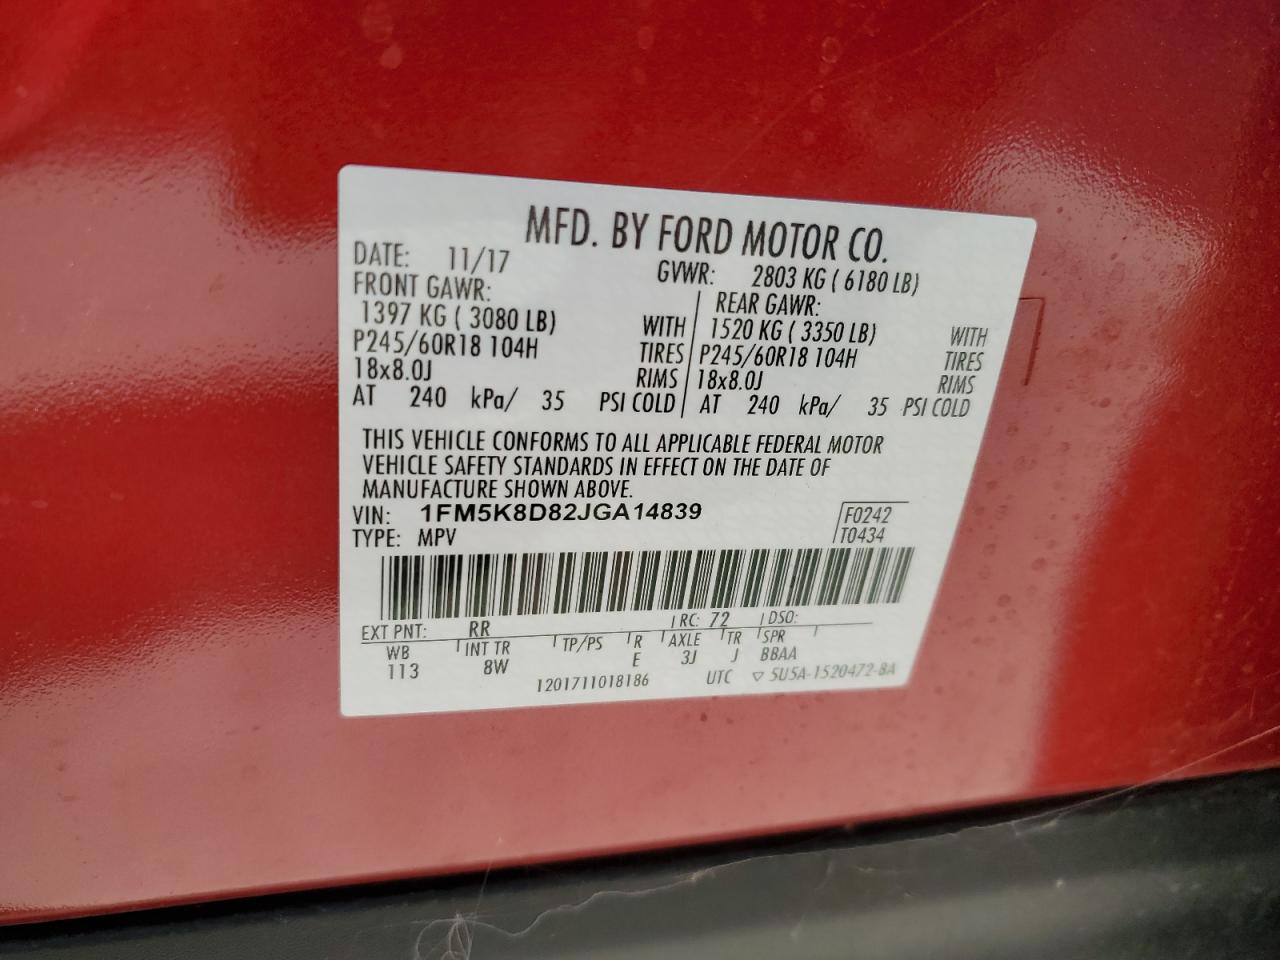 MFD. BY FORD MOTOR CO.
DATE: 11/17 GVWR: 2803 KG ( 6180 LB)
FRONT GAWR: REAR GAWR:
1397 KG ( 3080 LB) WITH 1520 KG ( 3350 LB) WITH
P245/60R18 104H TIRES P245/60R18 104H TIRES
18x8.0J RIMS 18x8.0J RIMS
AT 240 kPa/ 35 PSI COLD AT 240 kPa/ 35 PSI COLD
THIS VEHICLE CONFORMS TO ALL APPLICABLE FEDERAL MOTOR
VEHICLE SAFETY STANDARDS IN EFFECT ON THE DATE OF
MANUFACTURE SHOWN ABOVE.
VIN: 1FM5K8D82JGA14839 F0242
TYPE: MPV T0434
EXT PNT: RR RC: 72 DSO:
WB INT TR TP/PS R AXLE TR SPR
113 8W E 3J J BBAA
1201711018186 UTC ▽ 5U5A-1520472-BA